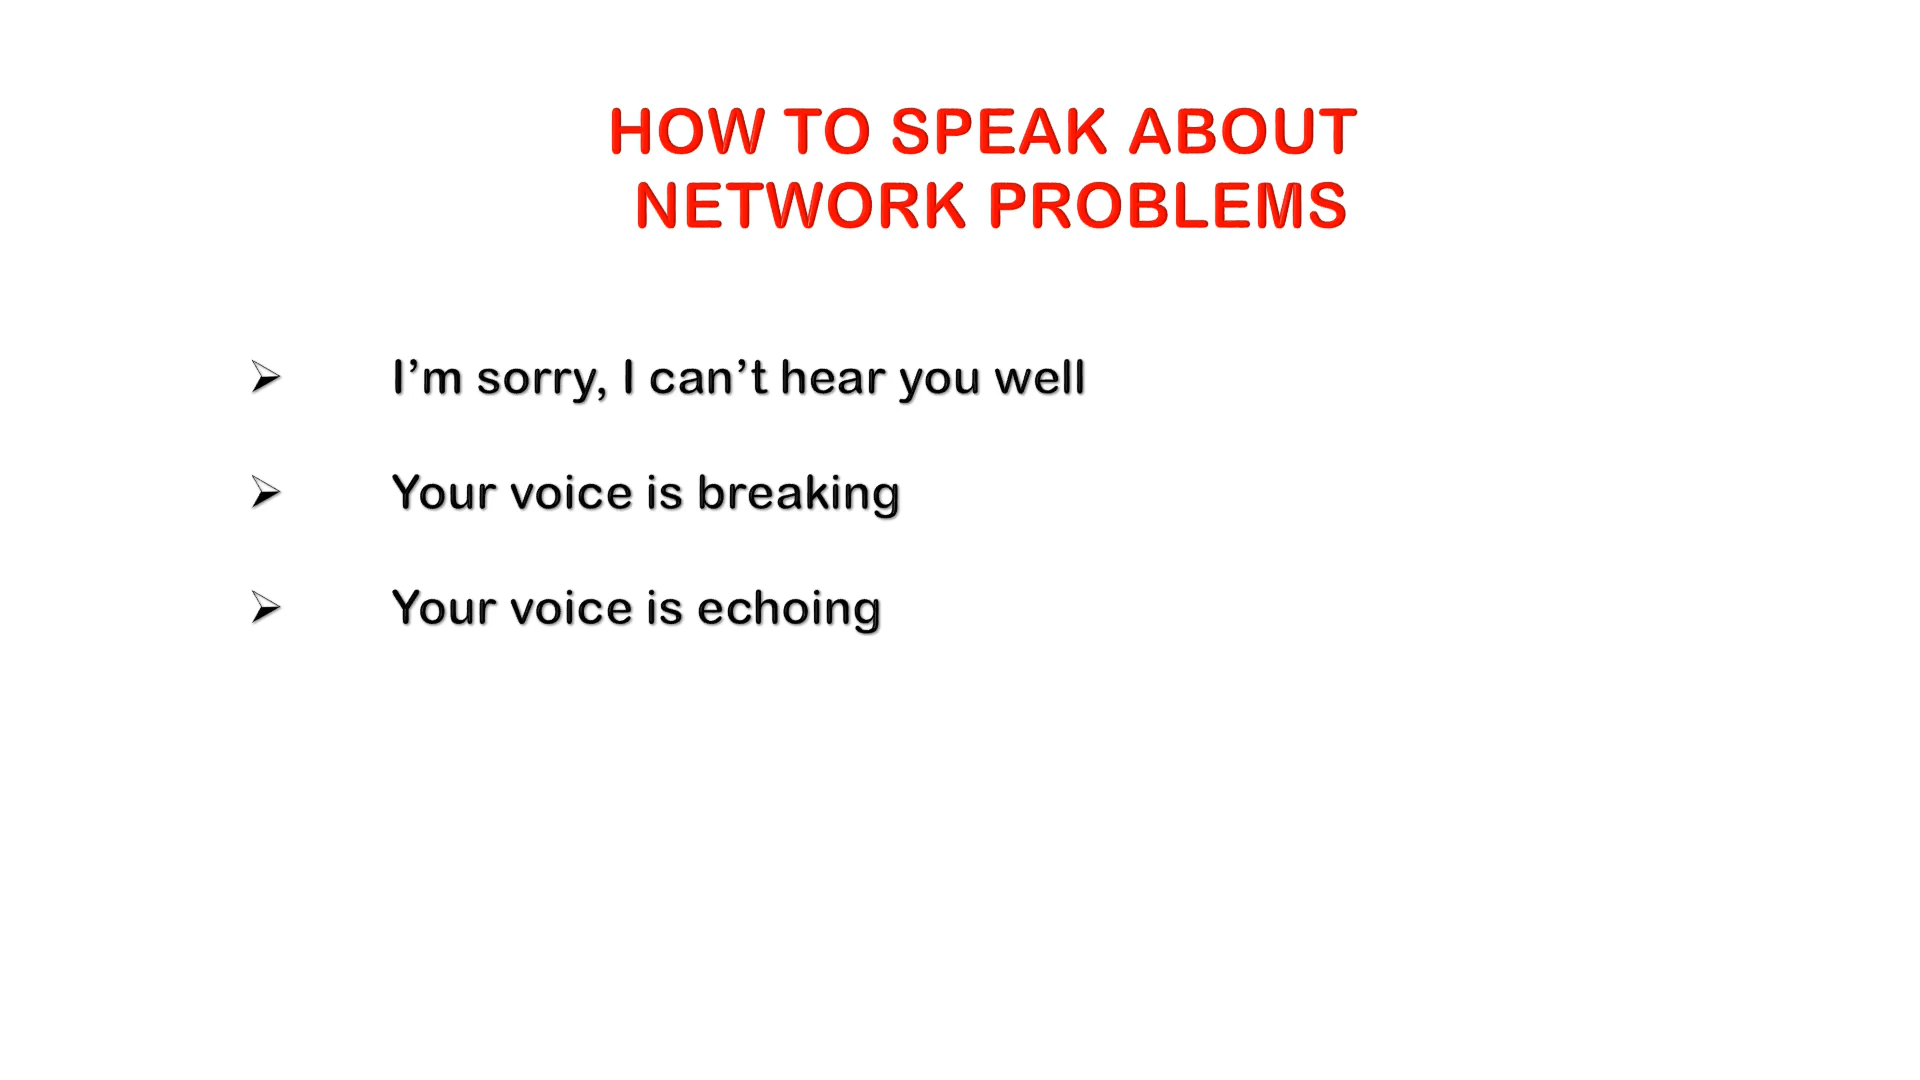 HOW TO SPEAK ABOUT
NETWORK PROBLEMS
I’m sorry, I can’t hear you well
Your voice is breaking
Your voice is echoing